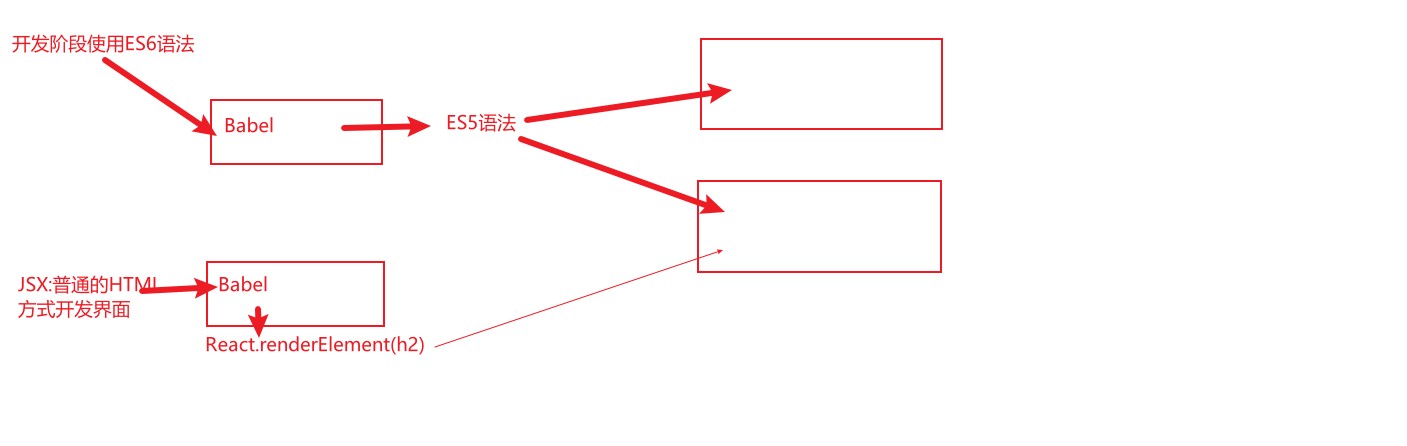 开发阶段使用ES6语法
Babel
ES5语法
JSX:普通的HTML
方式开发界面
Babel
React.renderElement(h2)